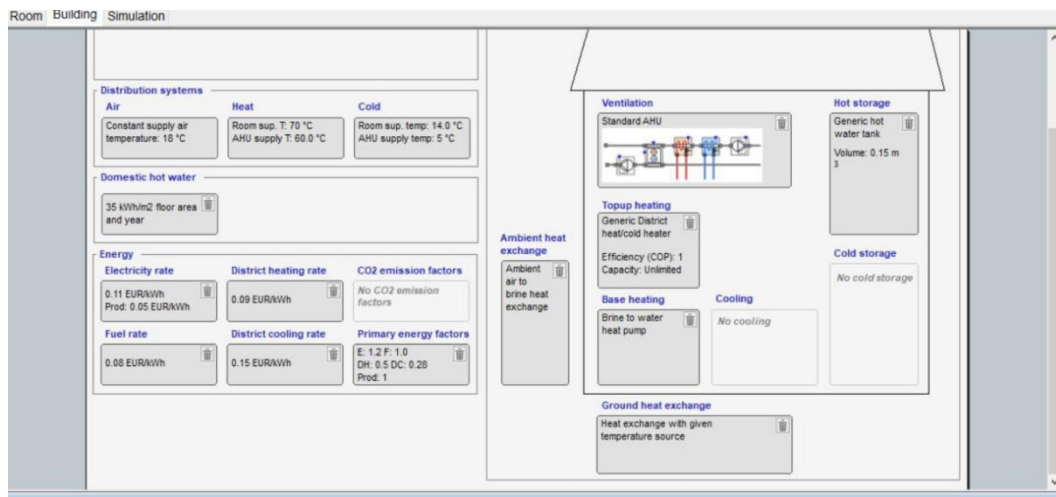 Room Building Simulation
Distribution systems
Air
Constant supply air
temperature: 18 °C
Heat
Room sup. T: 70 °C
AHU supply T: 60.0 °C
Cold
Room sup. temp: 14.0 °C
AHU supply temp: 5 °C
Domestic hot water
35 kWh/m2 floor area
and year
Energy
Electricity rate
0.11 EUR/kWh
Prod: 0.05 EUR/kWh
District heating rate
0.09 EUR/kWh
CO2 emission factors
No CO2 emission
factors
Fuel rate
0.08 EUR/kWh
District cooling rate
0.15 EUR/kWh
Primary energy factors
E: 1.2 F: 1.0
DH: 0.5 DC: 0.28
Prod: 1
Ambient heat
exchange
Ambient
air to
brine heat
exchange
Ventilation
Standard AHU
Hot storage
Generic hot
water tank
Volume: 0.15 m
3
Topup heating
Generic District
heat/cold heater
Efficiency (COP): 1
Capacity: Unlimited
Cold storage
No cold storage
Base heating
Brine to water
heat pump
Cooling
No cooling
Ground heat exchange
Heat exchange with given
temperature source